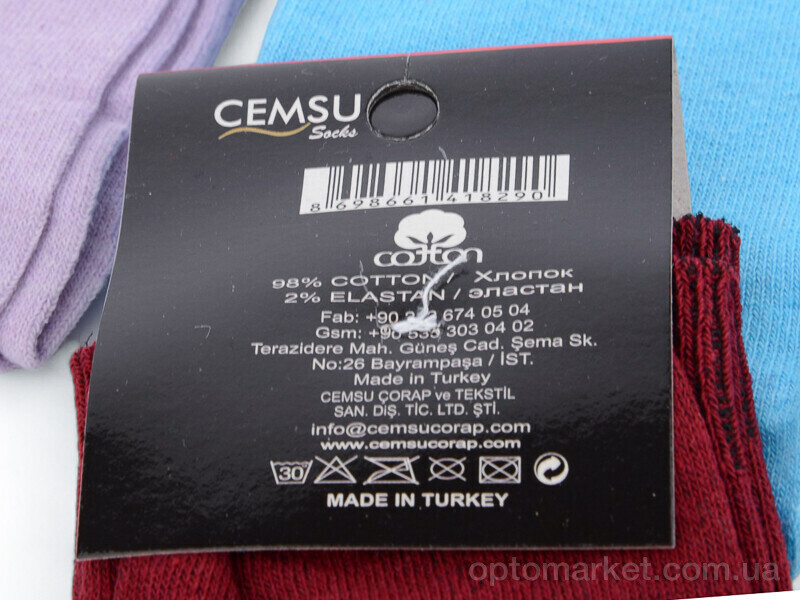 CEMSU
Socks
8 698661 418290
cotton
98% COTTON / Хлопок
2% ELASTAN / эластан
Fab: +90 674 05 04
Gsm: +90 535 303 04 02
Terazidere Mah. Güneş Cad. Şema Sk.
No:26 Bayrampaşa / İST.
Made in Turkey
CEMSU ÇORAP ve TEKSTİL
SAN. DIŞ. TİC. LTD. ŞTİ.
info@cemsucorap.com
www.cemsucorap.com
30
MADE IN TURKEY
optomarket.com.ua